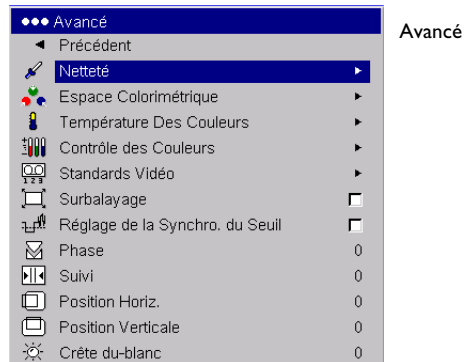 Avancé
Avancé
Précédent
Netteté
Espace Colorimétrique
Température Des Couleurs
Contrôle des Couleurs
Standards Vidéo
Surbalayage
Réglage de la Synchro. du Seuil
Phase 0
Suivi 0
Position Horiz. 0
Position Verticale 0
Crête du-blanc 0